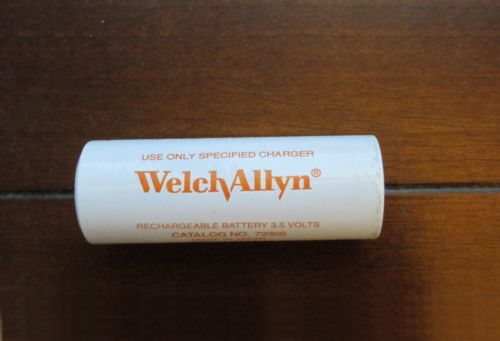 USE ONLY SPECIFIED CHARGER
WelchAllyn®
RECHARGEABLE BATTERY 3.5 VOLTS
CATALOG NO. 72300